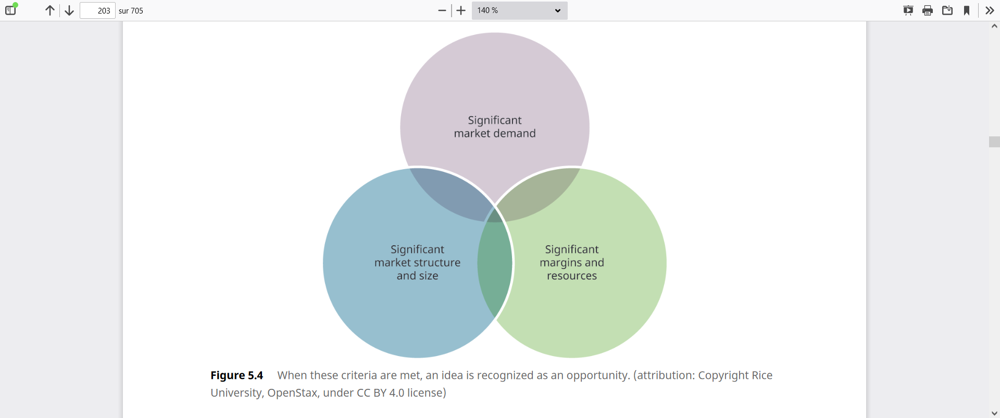 203 sur 705
140 %
Significant
market demand
Significant
market structure
and size
Significant
margins and
resources
Figure 5.4 When these criteria are met, an idea is recognized as an opportunity. (attribution: Copyright Rice
University, OpenStax, under CC BY 4.0 license)